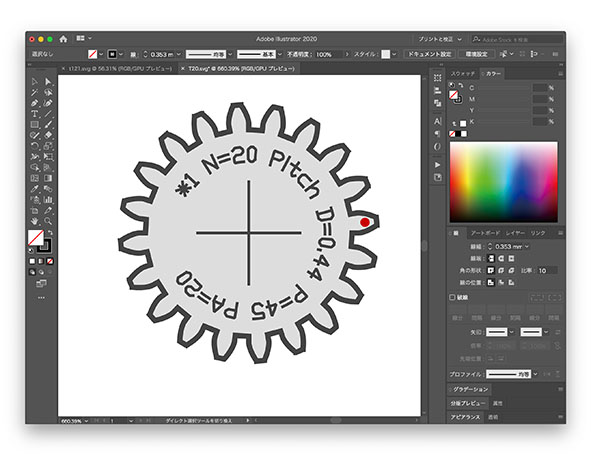 Adobe Illustrator 2020
プリントと校正
Adobe Stock を検索
選択なし
0.353 m
均等
基本
不透明度: 100%
スタイル:
ドキュメント設定
環境設定
t121.svg @ 56.31% (RGB/GPU プレビュー)
T20.svg* @ 660.39% (RGB/GPU プレビュー)
スウォッチ
カラー
C %
M %
Y %
K %
*1 N=20 PItch D=0.44 P=45 PA=20
線
アートボード
レイヤー
リンク
線幅: 0.353 mm
線端:
角の形状: 比率: 10
線の位置:
破線
線分 間隔 線分 間隔 線分 間隔
矢印:
倍率:
先端位置:
プロファイル: 均等
グラデーション
分版プレビュー
属性
アピアランス
透明
660.39%
1
ダイレクト選択ツールを切り換え